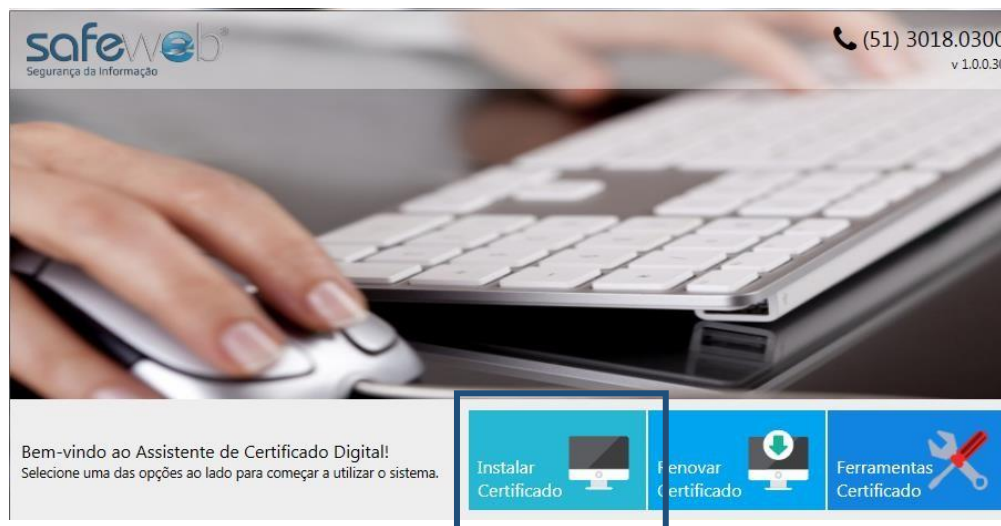 safeweb®
Segurança da Informação
(51) 3018.0300
v 1.0.0.30
Bem-vindo ao Assistente de Certificado Digital!
Selecione uma das opções ao lado para começar a utilizar o sistema.
Instalar
Certificado
Renovar
Certificado
Ferramentas
Certificado